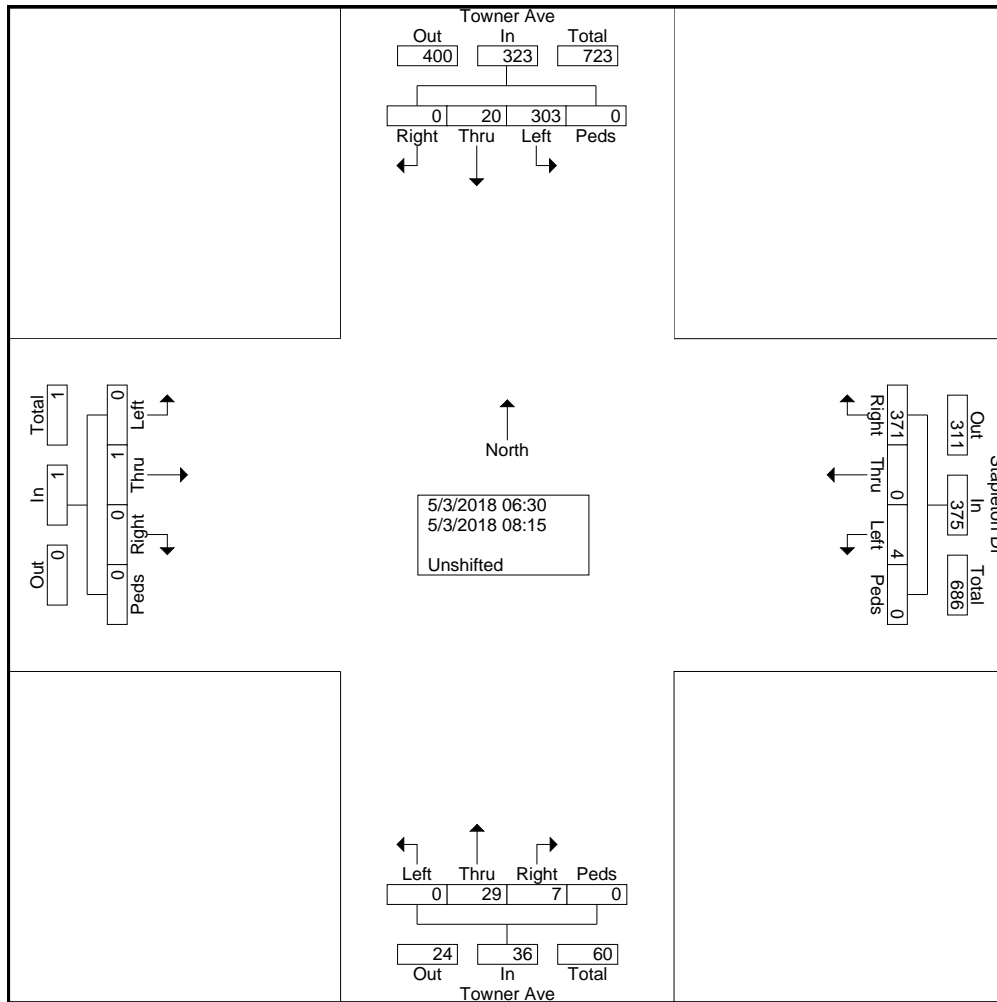 Towner Ave
Out In Total
400 323 723
0 20 303 0
Right Thru Left Peds
Total 1
In 1
Out 0
0 1 0 0
Left Thru Right Peds
North
5/3/2018 06:30
5/3/2018 08:15
Unshifted
Right Thru Left Peds
371 0 4 0
Out In Total
311 375 686
Stapleton Dr
Left Thru Right Peds
0 29 7 0
24 36 60
Out In Total
Towner Ave